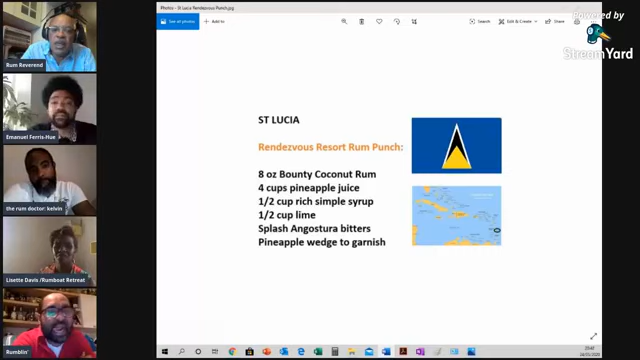 Photos - St Lucia Rendezvous Punch.jpg
See all photos
Add to
Search
Edit & Create
Share
Powered by
StreamYard
Rum Reverend
Emanuel Ferris-Hue
the rum doctor: kelvin
Lisette Davis /Rumboat Retreat
Rumblin'
ST LUCIA
Rendezvous Resort Rum Punch:
8 oz Bounty Coconut Rum
4 cups pineapple juice
1/2 cup rich simple syrup
1/2 cup lime
Splash Angostura bitters
Pineapple wedge to garnish